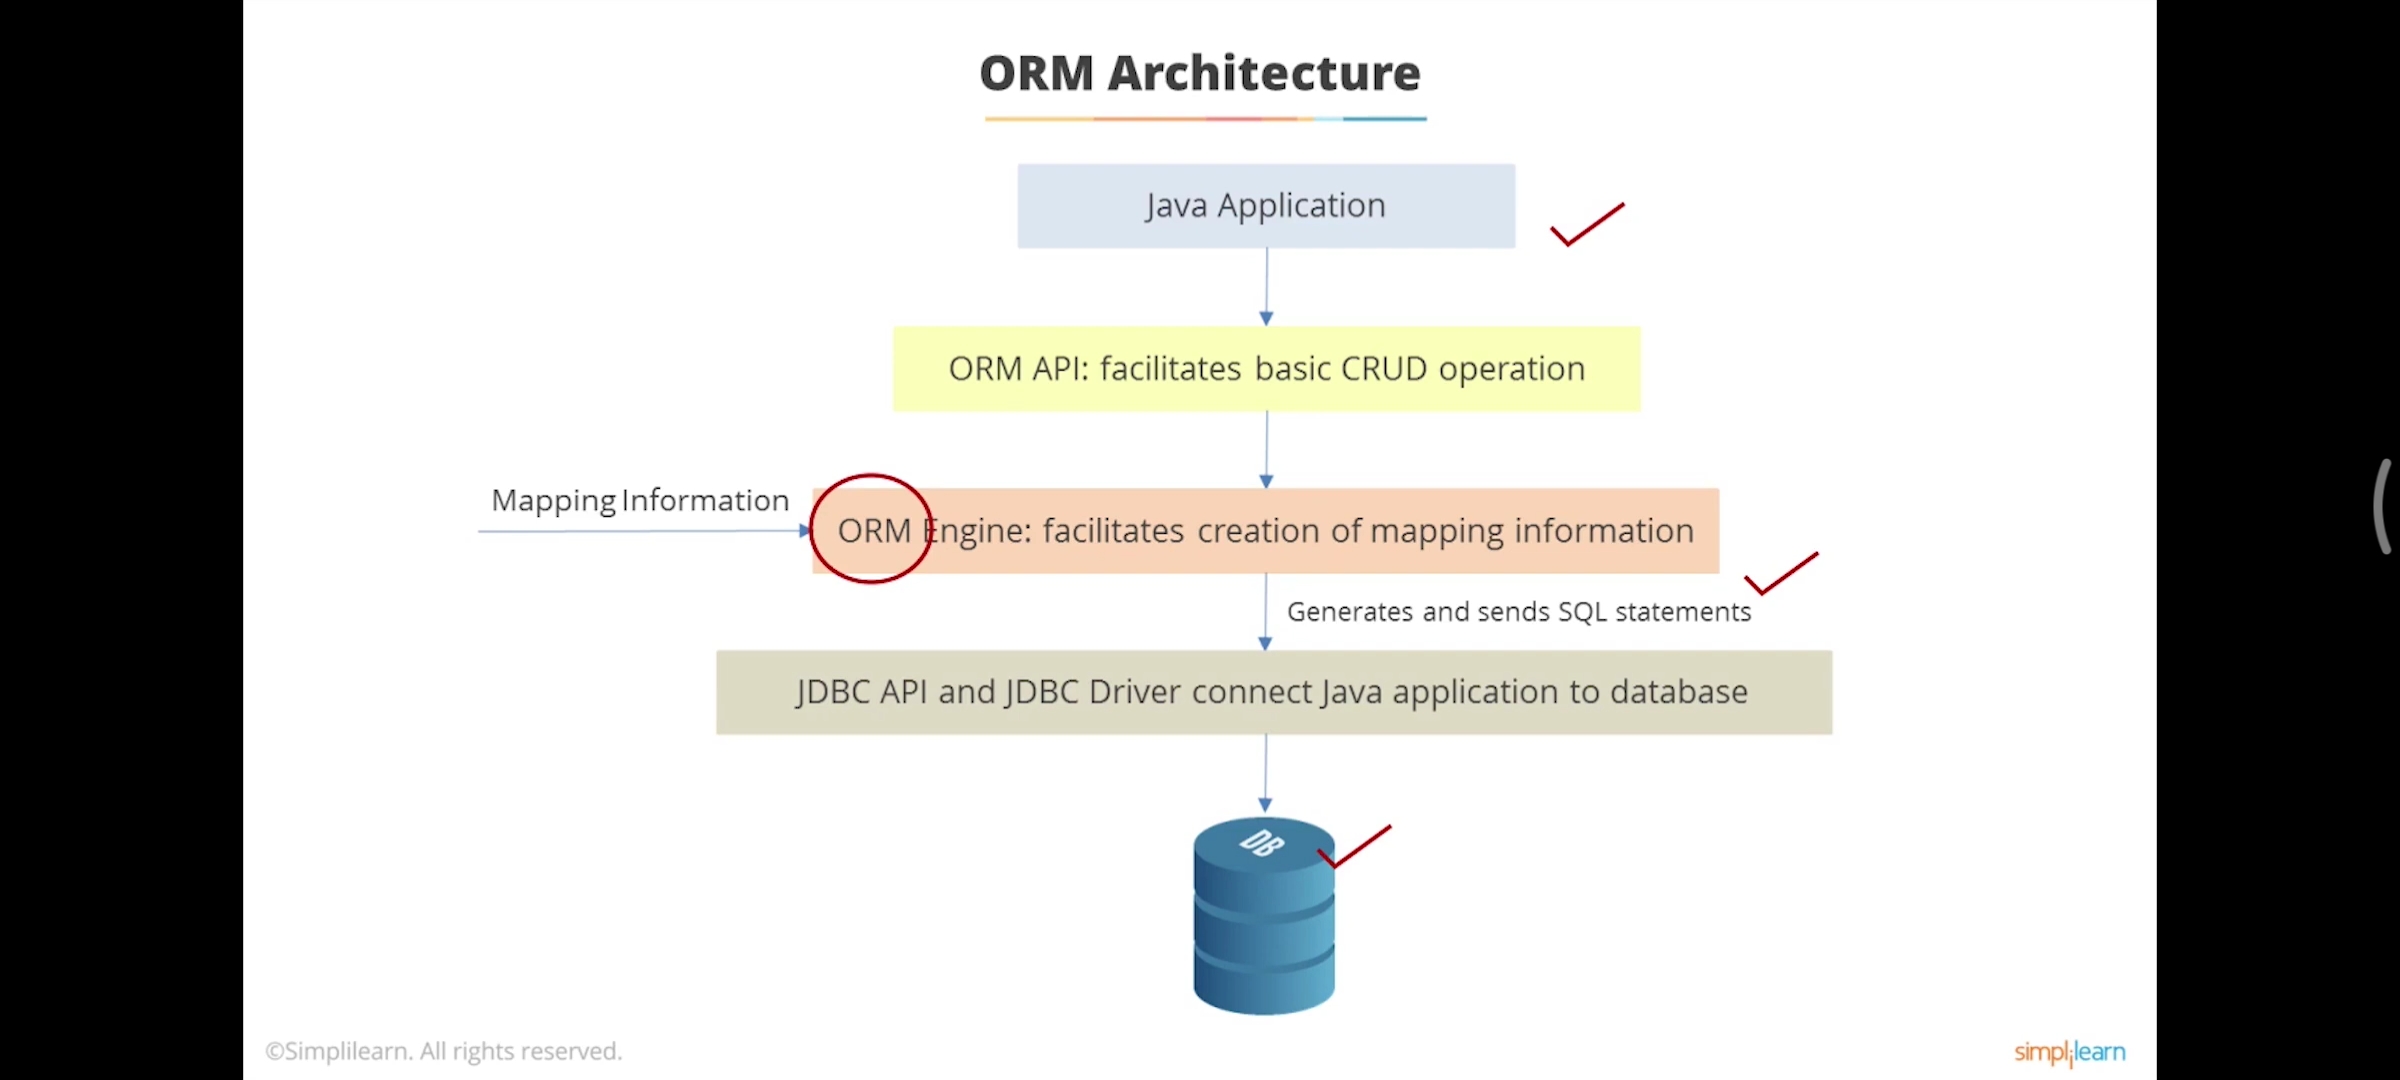 ORM Architecture
Java Application
ORM API: facilitates basic CRUD operation
Mapping Information
ORM Engine: facilitates creation of mapping information
Generates and sends SQL statements
JDBC API and JDBC Driver connect Java application to database
DB
©Simplilearn. All rights reserved.
simplilearn